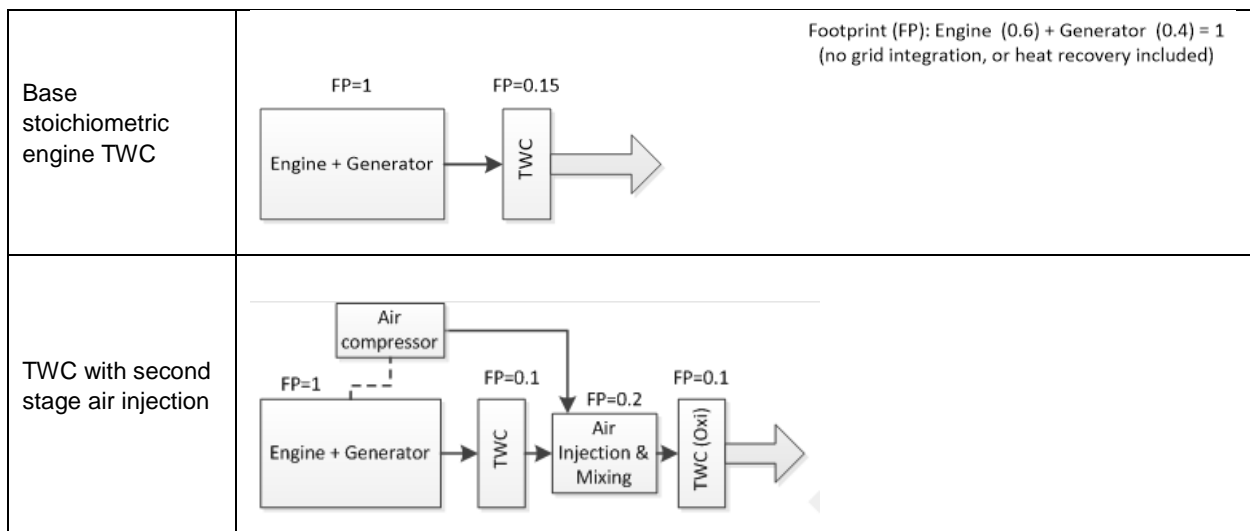 Base
stoichiometric
engine TWC
Footprint (FP): Engine (0.6) + Generator (0.4) = 1
(no grid integration, or heat recovery included)
FP=1
FP=0.15
Engine + Generator
TWC
TWC with second
stage air injection
Air
compressor
FP=1
FP=0.1
FP=0.2
FP=0.1
Engine + Generator
TWC
Air
Injection &
Mixing
TWC (Oxi)